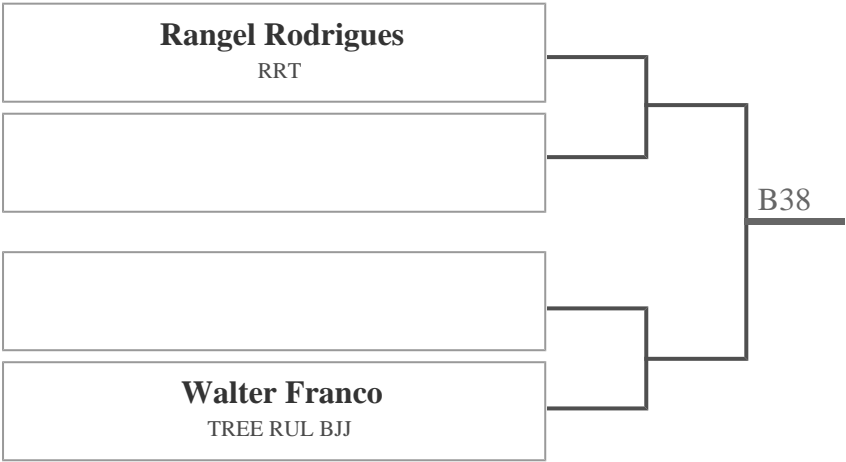 Rangel Rodrigues
RRT
B38
Walter Franco
TREE RUL BJJ